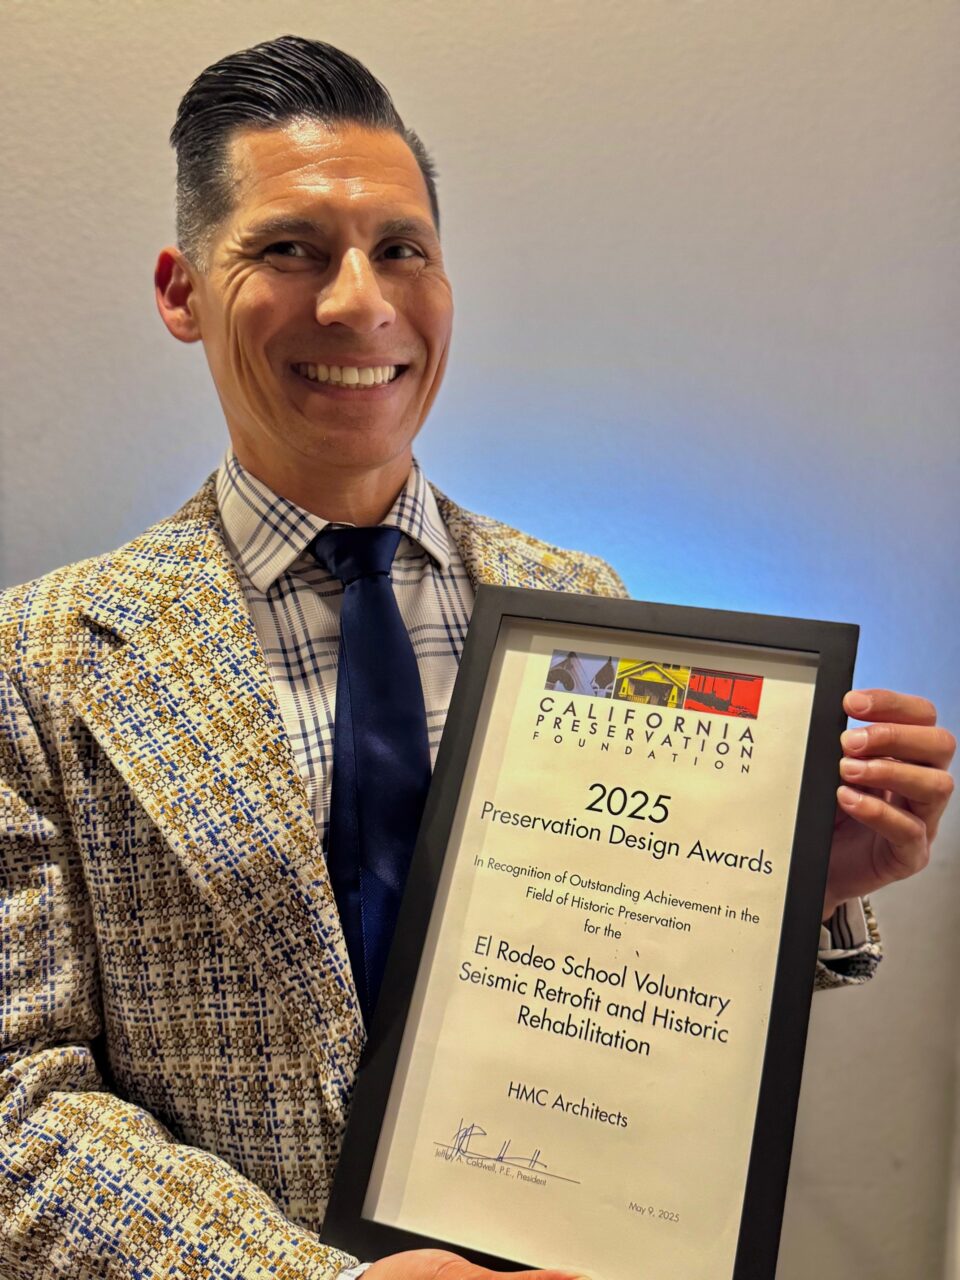 CALIFORNIA
PRESERVATION
FOUNDATION
2025
Preservation Design Awards
In Recognition of Outstanding Achievement in the
Field of Historic Preservation
for the
El Rodeo School Voluntary
Seismic Retrofit and Historic
Rehabilitation
HMC Architects
Jeffrey A. Caldwell, P.E., President
May 9, 2025